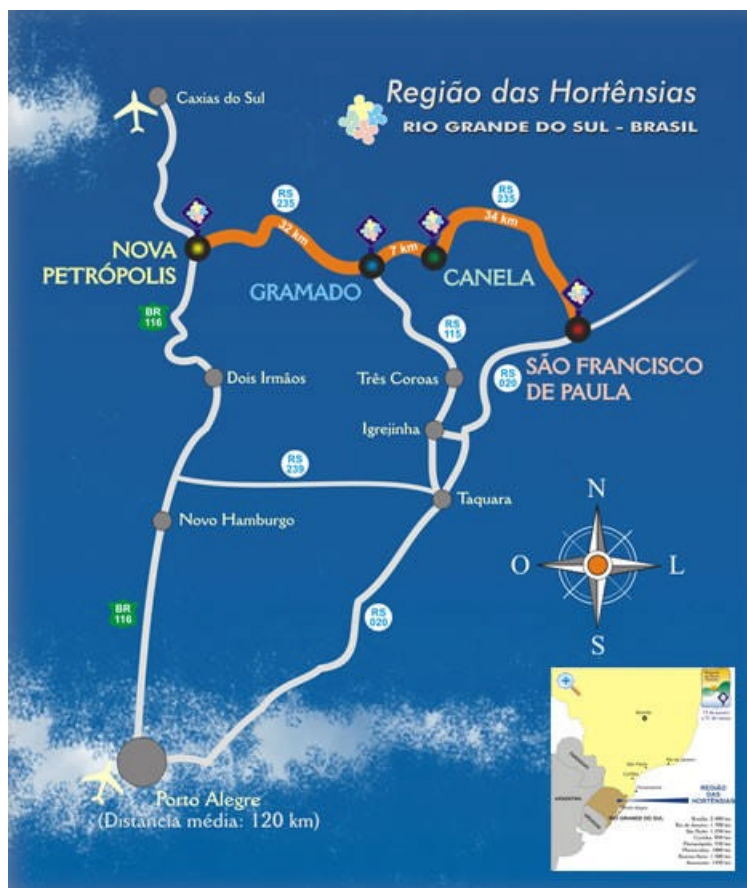 Caxias do Sul
Região das Hortênsias
RIO GRANDE DO SUL - BRASIL
RS
235
RS
235
32 km
7 km
34 km
NOVA
PETRÓPOLIS
GRAMADO
CANELA
BR
116
RS
115
SÃO FRANCISCO
DE PAULA
RS
020
Dois Irmãos
Três Coroas
Igrejinha
RS
239
Taquara
Novo Hamburgo
N
O
L
S
BR
116
RS
020
Porto Alegre
(Distância média: 120 km)
ARGENTINA
REGIÃO
DAS
HORTÊNSIAS
RIO GRANDE DO SUL